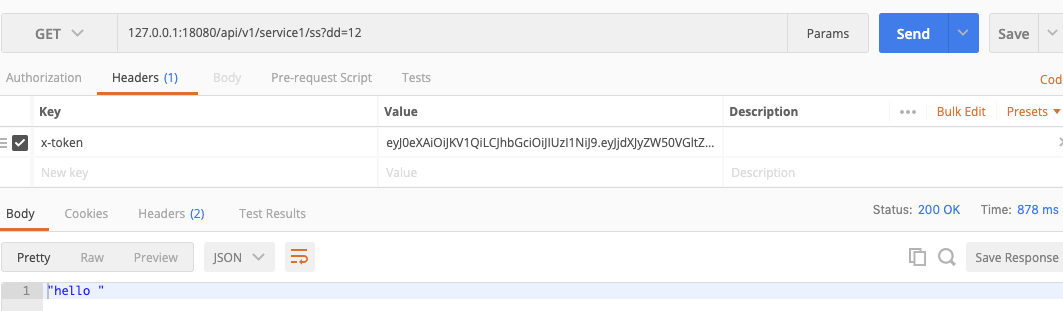 GET 127.0.0.1:18080/api/v1/service1/ss?dd=12 Params Send Save
Authorization Headers (1) Body Pre-request Script Tests Cod
Key Value Description ••• Bulk Edit Presets
x-token eyJ0eXAiOiJKV1QiLCJhbGciOiJIUzI1NiJ9.eyJjdXJyZW50VGltZ...
New key Value Description
Body Cookies Headers (2) Test Results Status: 200 OK Time: 878 ms
Pretty Raw Preview JSON Save Response
1 "hello "